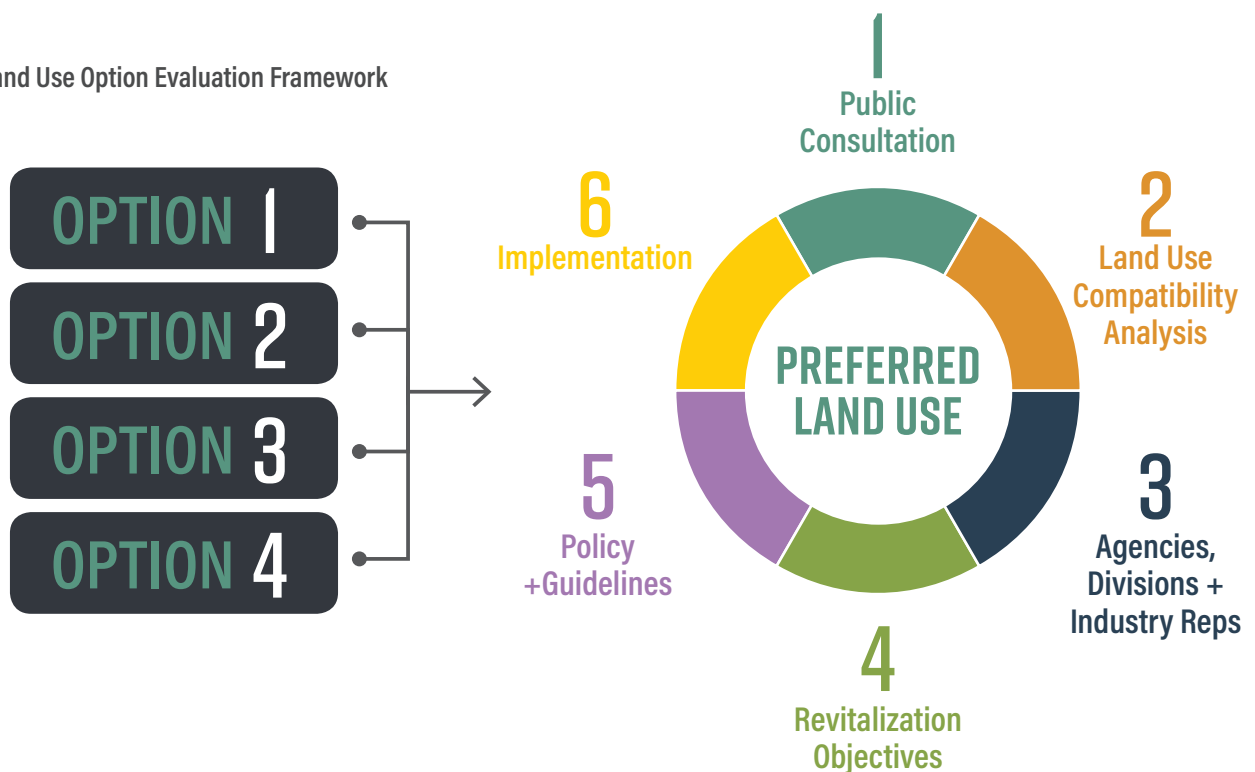 and Use Option Evaluation Framework
OPTION 1
OPTION 2
OPTION 3
OPTION 4
1
Public
Consultation
2
Land Use
Compatibility
Analysis
3
Agencies,
Divisions +
Industry Reps
4
Revitalization
Objectives
5
Policy
+Guidelines
6
Implementation
PREFERRED
LAND USE